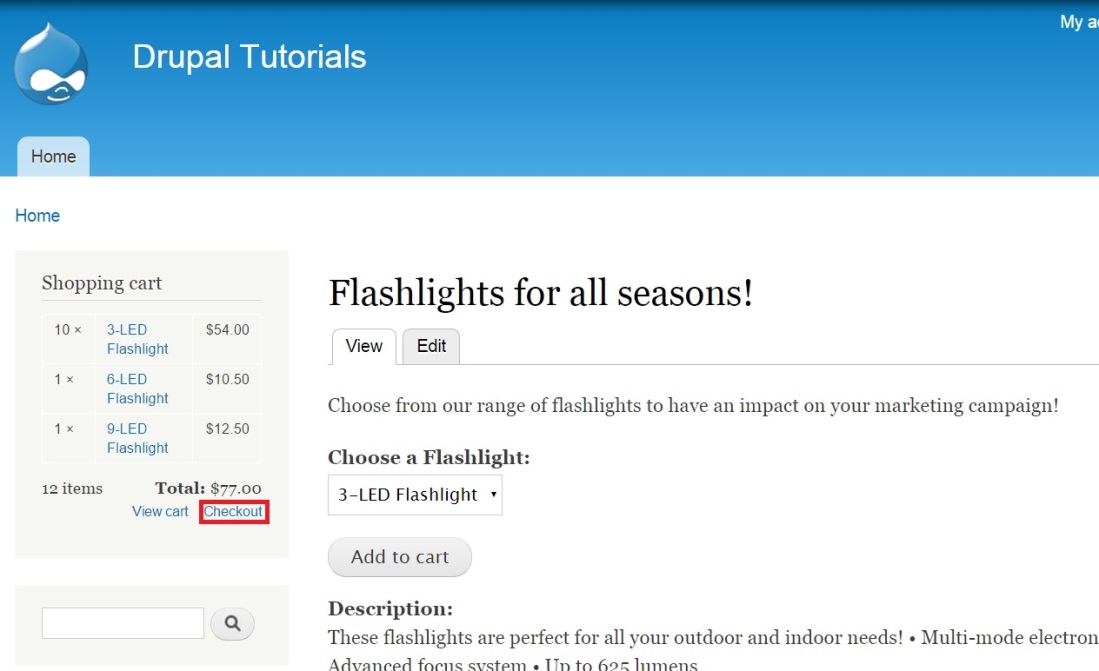 My
Drupal Tutorials
Home
Home
Shopping cart
10 × 3-LED Flashlight $54.00
1 × 6-LED Flashlight $10.50
1 × 9-LED Flashlight $12.50
12 items Total: $77.00
View cart Checkout
Flashlights for all seasons!
View Edit
Choose from our range of flashlights to have an impact on your marketing campaign!
Choose a Flashlight:
3-LED Flashlight
Add to cart
Description:
These flashlights are perfect for all your outdoor and indoor needs! • Multi-mode electron
Advanced focus system • Up to 625 lumens